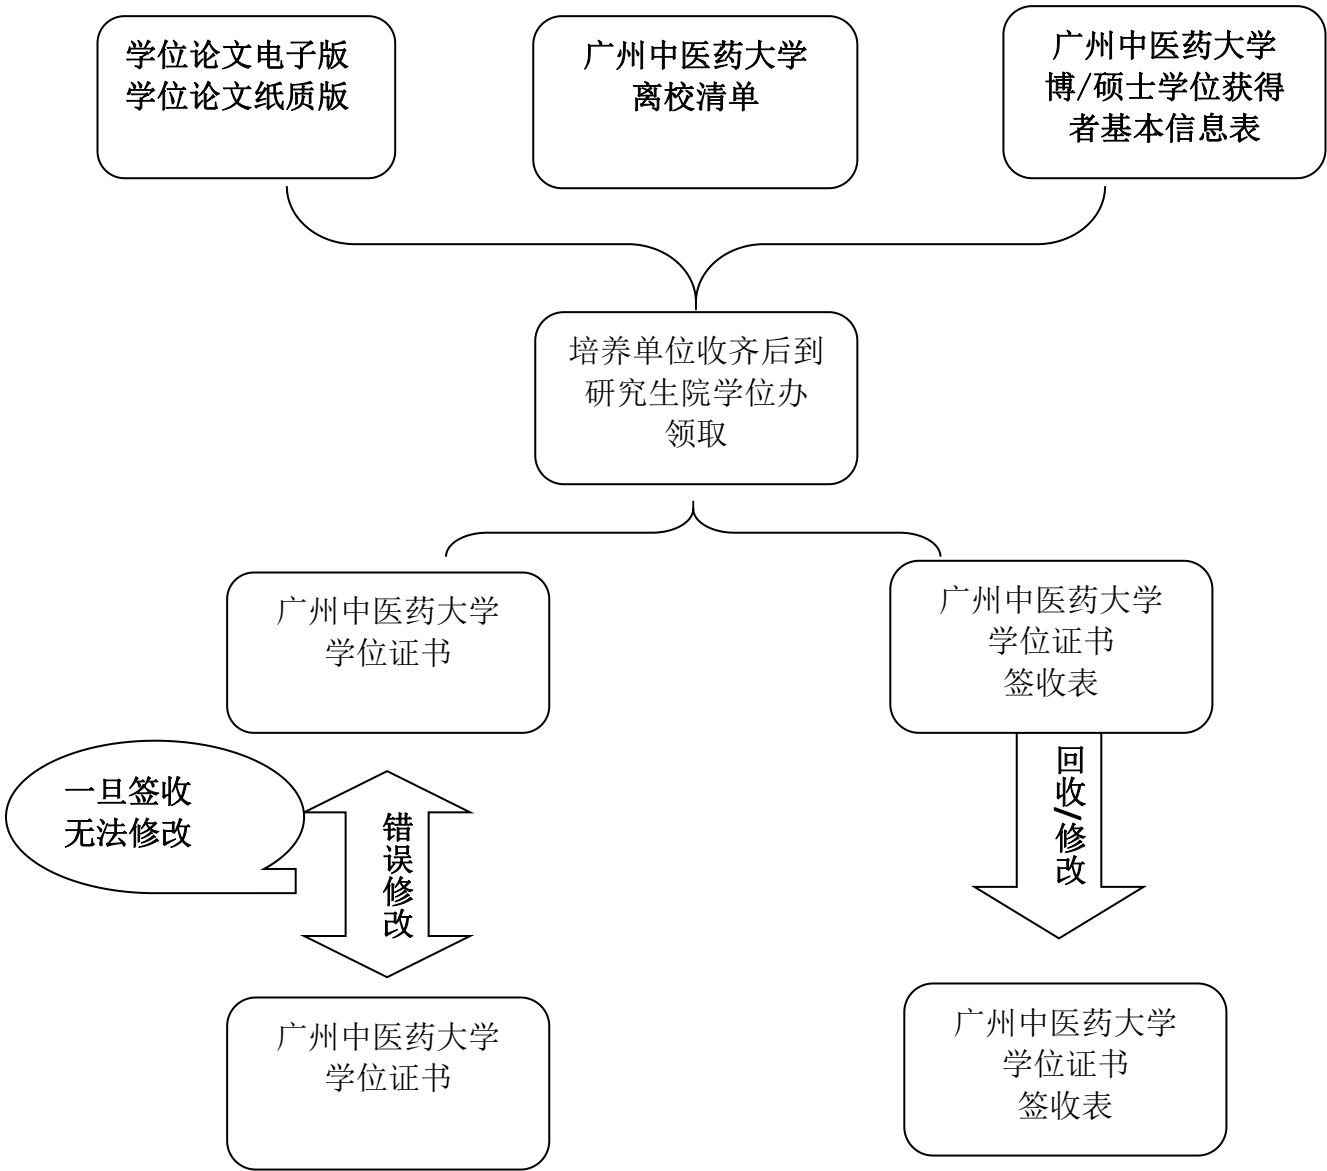 学位论文电子版
学位论文纸质版
广州中医药大学
离校清单
广州中医药大学
博/硕士学位获得
者基本信息表
培养单位收齐后到
研究生院学位办
领取
广州中医药大学
学位证书
广州中医药大学
学位证书
签收表
一旦签收
无法修改
错误修改
回收/修改
广州中医药大学
学位证书
广州中医药大学
学位证书
签收表